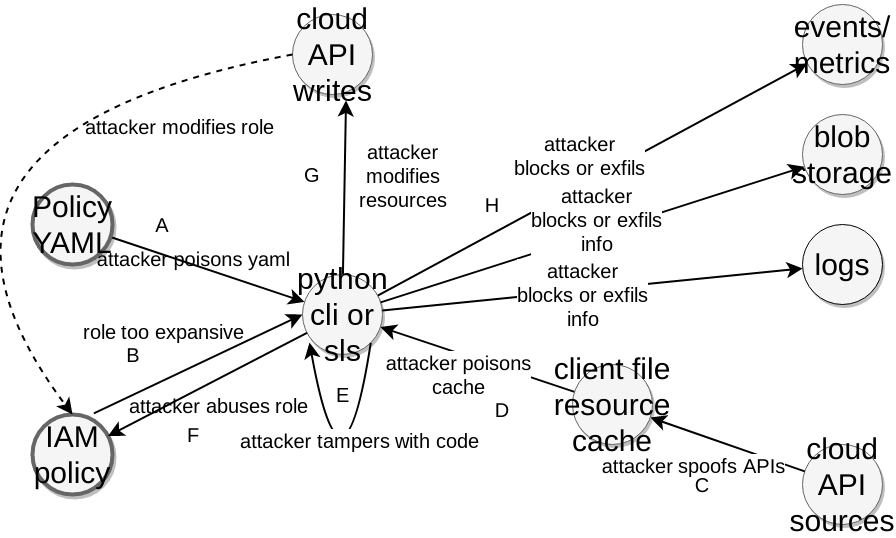 cloud
API
writes
events/
metrics
attacker modifies role
attacker
blocks or exfils
blob
storage
attacker
modifies
resources
G
Policy
YAML
A
H
attacker
blocks or exfils
info
attacker poisons yaml
logs
python
cli or
sls
attacker
blocks or exfils
info
role too expansive
B
attacker poisons
cache
D
client file
resource
cache
E
attacker abuses role
F
attacker tampers with code
IAM
policy
attacker spoofs APIs
C
cloud
API
sources